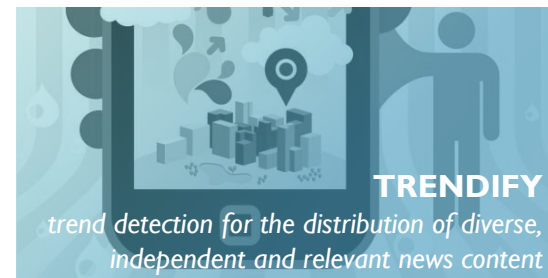 TRENDIFY
trend detection for the distribution of diverse,
independent and relevant news content